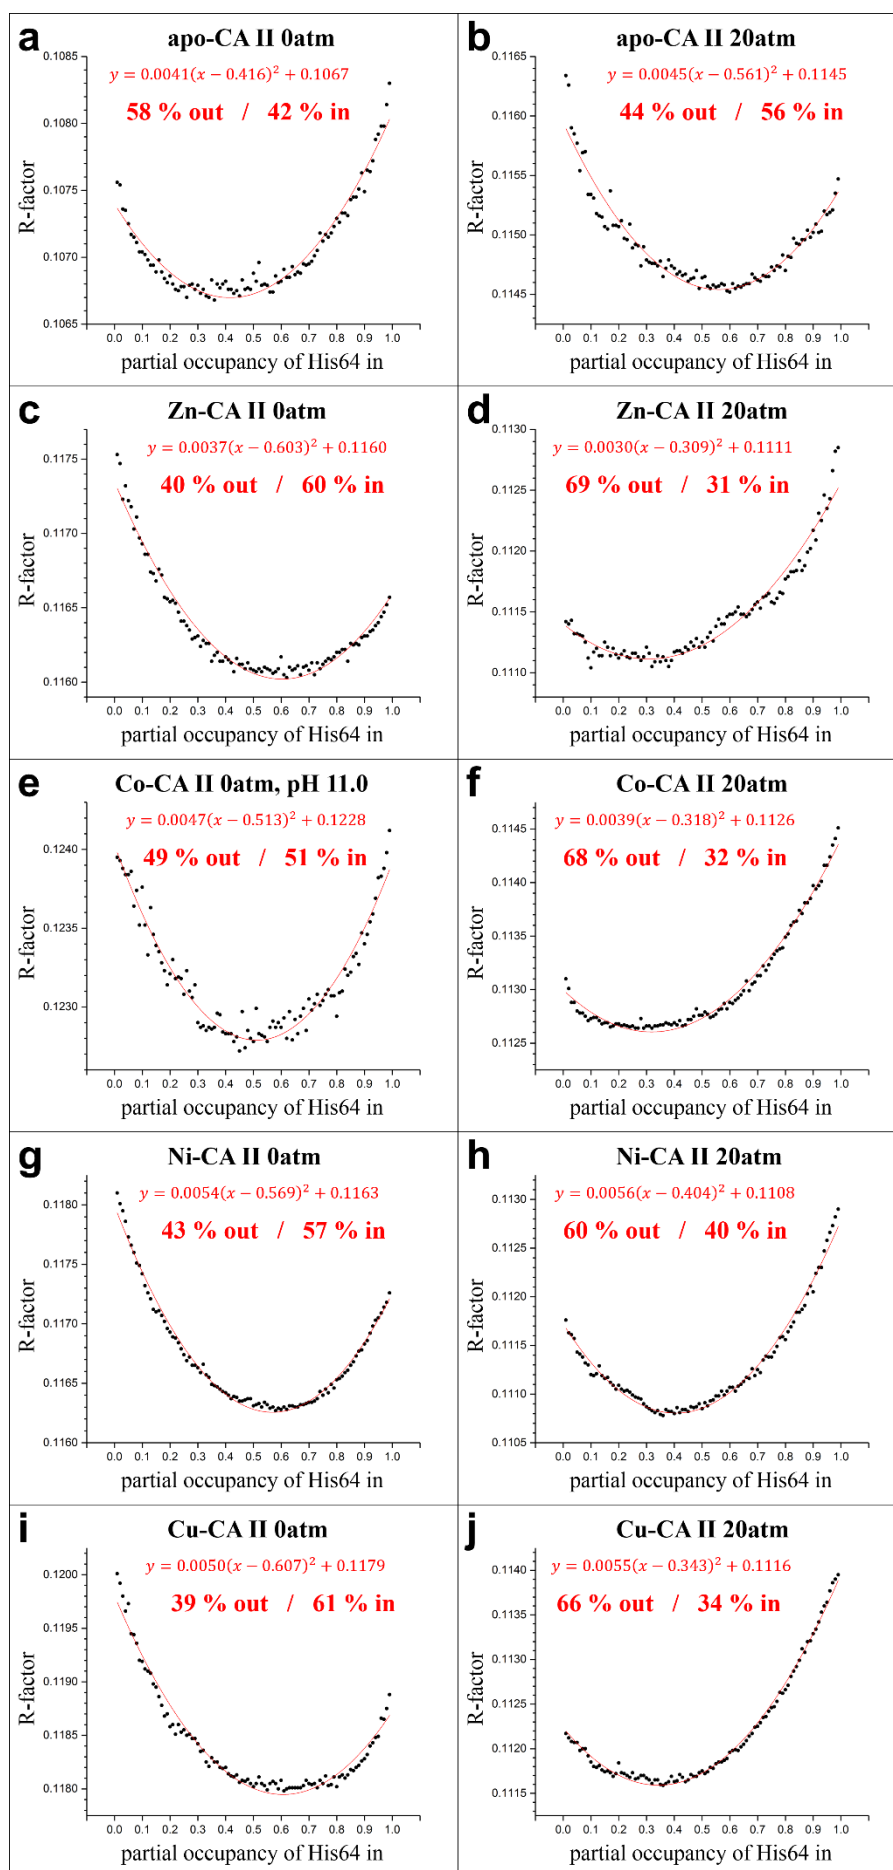 a
apo-CA II 0atm
y = 0.0041(x − 0.416)² + 0.1067
58 % out / 42 % in
R-factor
0.1085
0.1080
0.1075
0.1070
0.1065
0.0 0.1 0.2 0.3 0.4 0.5 0.6 0.7 0.8 0.9 1.0
partial occupancy of His64 in
b
apo-CA II 20atm
y = 0.0045(x − 0.561)² + 0.1145
44 % out / 56 % in
R-factor
0.1165
0.1160
0.1155
0.1150
0.1145
0.0 0.1 0.2 0.3 0.4 0.5 0.6 0.7 0.8 0.9 1.0
partial occupancy of His64 in
c
Zn-CA II 0atm
y = 0.0037(x − 0.603)² + 0.1160
40 % out / 60 % in
R-factor
0.1175
0.1170
0.1165
0.1160
0.0 0.1 0.2 0.3 0.4 0.5 0.6 0.7 0.8 0.9 1.0
partial occupancy of His64 in
d
Zn-CA II 20atm
y = 0.0030(x − 0.309)² + 0.1111
69 % out / 31 % in
R-factor
0.1130
0.1125
0.1120
0.1115
0.1110
0.0 0.1 0.2 0.3 0.4 0.5 0.6 0.7 0.8 0.9 1.0
partial occupancy of His64 in
e
Co-CA II 0atm, pH 11.0
y = 0.0047(x − 0.513)² + 0.1228
49 % out / 51 % in
R-factor
0.1240
0.1235
0.1230
0.0 0.1 0.2 0.3 0.4 0.5 0.6 0.7 0.8 0.9 1.0
partial occupancy of His64 in
f
Co-CA II 20atm
y = 0.0039(x − 0.318)² + 0.1126
68 % out / 32 % in
R-factor
0.1145
0.1140
0.1135
0.1130
0.1125
0.0 0.1 0.2 0.3 0.4 0.5 0.6 0.7 0.8 0.9 1.0
partial occupancy of His64 in
g
Ni-CA II 0atm
y = 0.0054(x − 0.569)² + 0.1163
43 % out / 57 % in
R-factor
0.1180
0.1175
0.1170
0.1165
0.1160
0.0 0.1 0.2 0.3 0.4 0.5 0.6 0.7 0.8 0.9 1.0
partial occupancy of His64 in
h
Ni-CA II 20atm
y = 0.0056(x − 0.404)² + 0.1108
60 % out / 40 % in
R-factor
0.1130
0.1125
0.1120
0.1115
0.1110
0.1105
0.0 0.1 0.2 0.3 0.4 0.5 0.6 0.7 0.8 0.9 1.0
partial occupancy of His64 in
i
Cu-CA II 0atm
y = 0.0050(x − 0.607)² + 0.1179
39 % out / 61 % in
R-factor
0.1200
0.1195
0.1190
0.1185
0.1180
0.0 0.1 0.2 0.3 0.4 0.5 0.6 0.7 0.8 0.9 1.0
partial occupancy of His64 in
j
Cu-CA II 20atm
y = 0.0055(x − 0.343)² + 0.1116
66 % out / 34 % in
R-factor
0.1140
0.1135
0.1130
0.1125
0.1120
0.1115
0.0 0.1 0.2 0.3 0.4 0.5 0.6 0.7 0.8 0.9 1.0
partial occupancy of His64 in